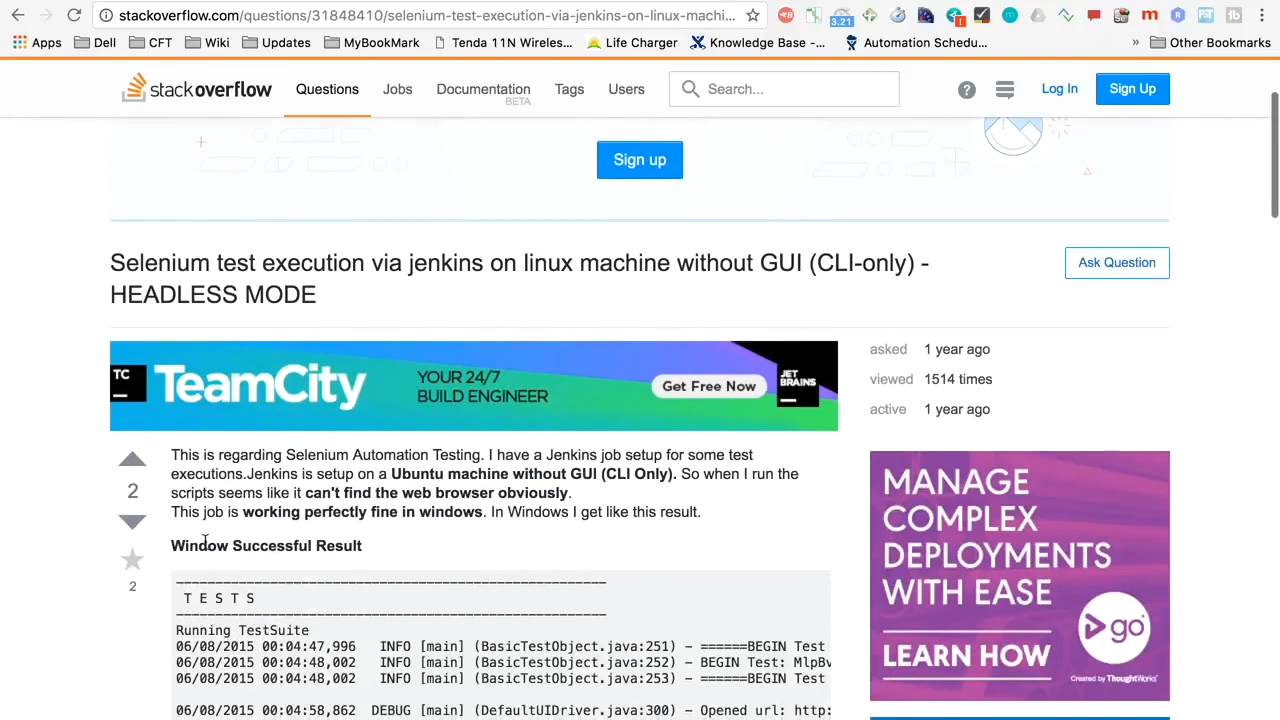 stackoverflow.com/questions/31848410/selenium-test-execution-via-jenkins-on-linux-machi...
3.21
Apps Dell CFT Wiki Updates MyBookMark Tenda 11N Wireles... Life Charger Knowledge Base -... Automation Schedu... » Other Bookmarks
stackoverflow Questions Jobs Documentation Tags Users Search... ? Log In Sign Up
BETA
Sign up
Selenium test execution via jenkins on linux machine without GUI (CLI-only) -
HEADLESS MODE
Ask Question
TC
TeamCity
YOUR 24/7
BUILD ENGINEER
Get Free Now
JET
BRAINS
asked 1 year ago
viewed 1514 times
active 1 year ago
2
2
This is regarding Selenium Automation Testing. I have a Jenkins job setup for some test
executions.Jenkins is setup on a Ubuntu machine without GUI (CLI Only). So when I run the
scripts seems like it can't find the web browser obviously.
This job is working perfectly fine in windows. In Windows I get like this result.
Window Successful Result
-------------------------------------------------------
T E S T S
-------------------------------------------------------
Running TestSuite
06/08/2015 00:04:47,996 INFO [main] (BasicTestObject.java:251) - ======BEGIN Test
06/08/2015 00:04:48,002 INFO [main] (BasicTestObject.java:252) - BEGIN Test: MlpBv
06/08/2015 00:04:48,002 INFO [main] (BasicTestObject.java:253) - ======BEGIN Test
06/08/2015 00:04:58,862 DEBUG [main] (DefaultUIDriver.java:300) - Opened url: http:
MANAGE
COMPLEX
DEPLOYMENTS
WITH EASE
LEARN HOW
go
Created by ThoughtWorks